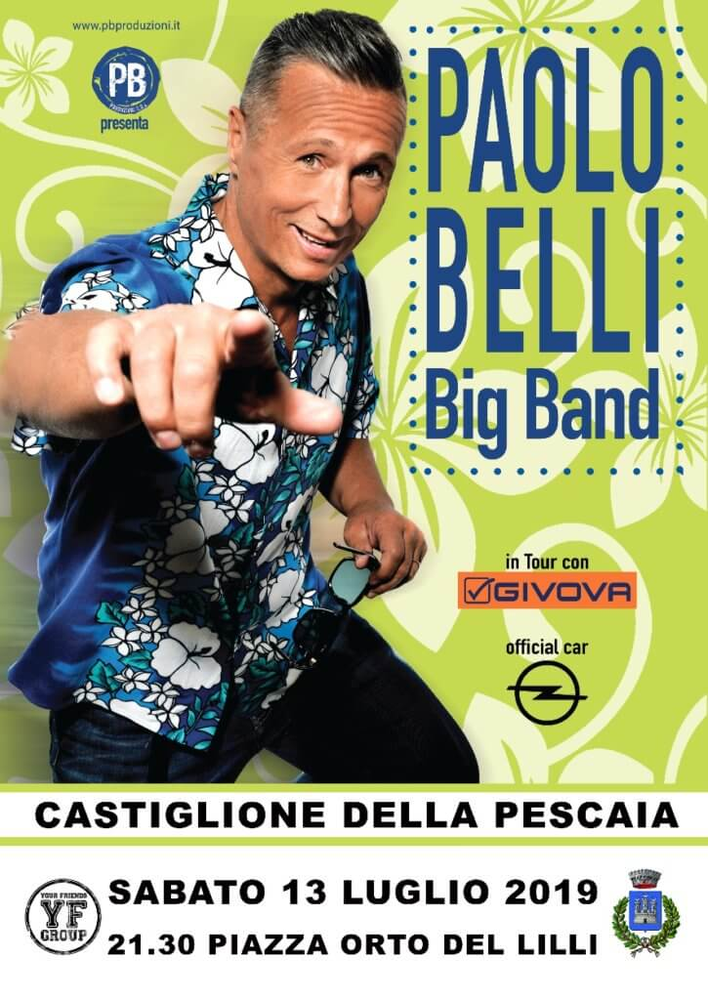 www.pbproduzioni.it
PB
presenta
PAOLO
BELLI
Big Band
in Tour con
GIVOVA
official car
CASTIGLIONE DELLA PESCAIA
YOUR FRIENDS
YF
GROUP
SABATO 13 LUGLIO 2019
21.30 PIAZZA ORTO DEL LILLI